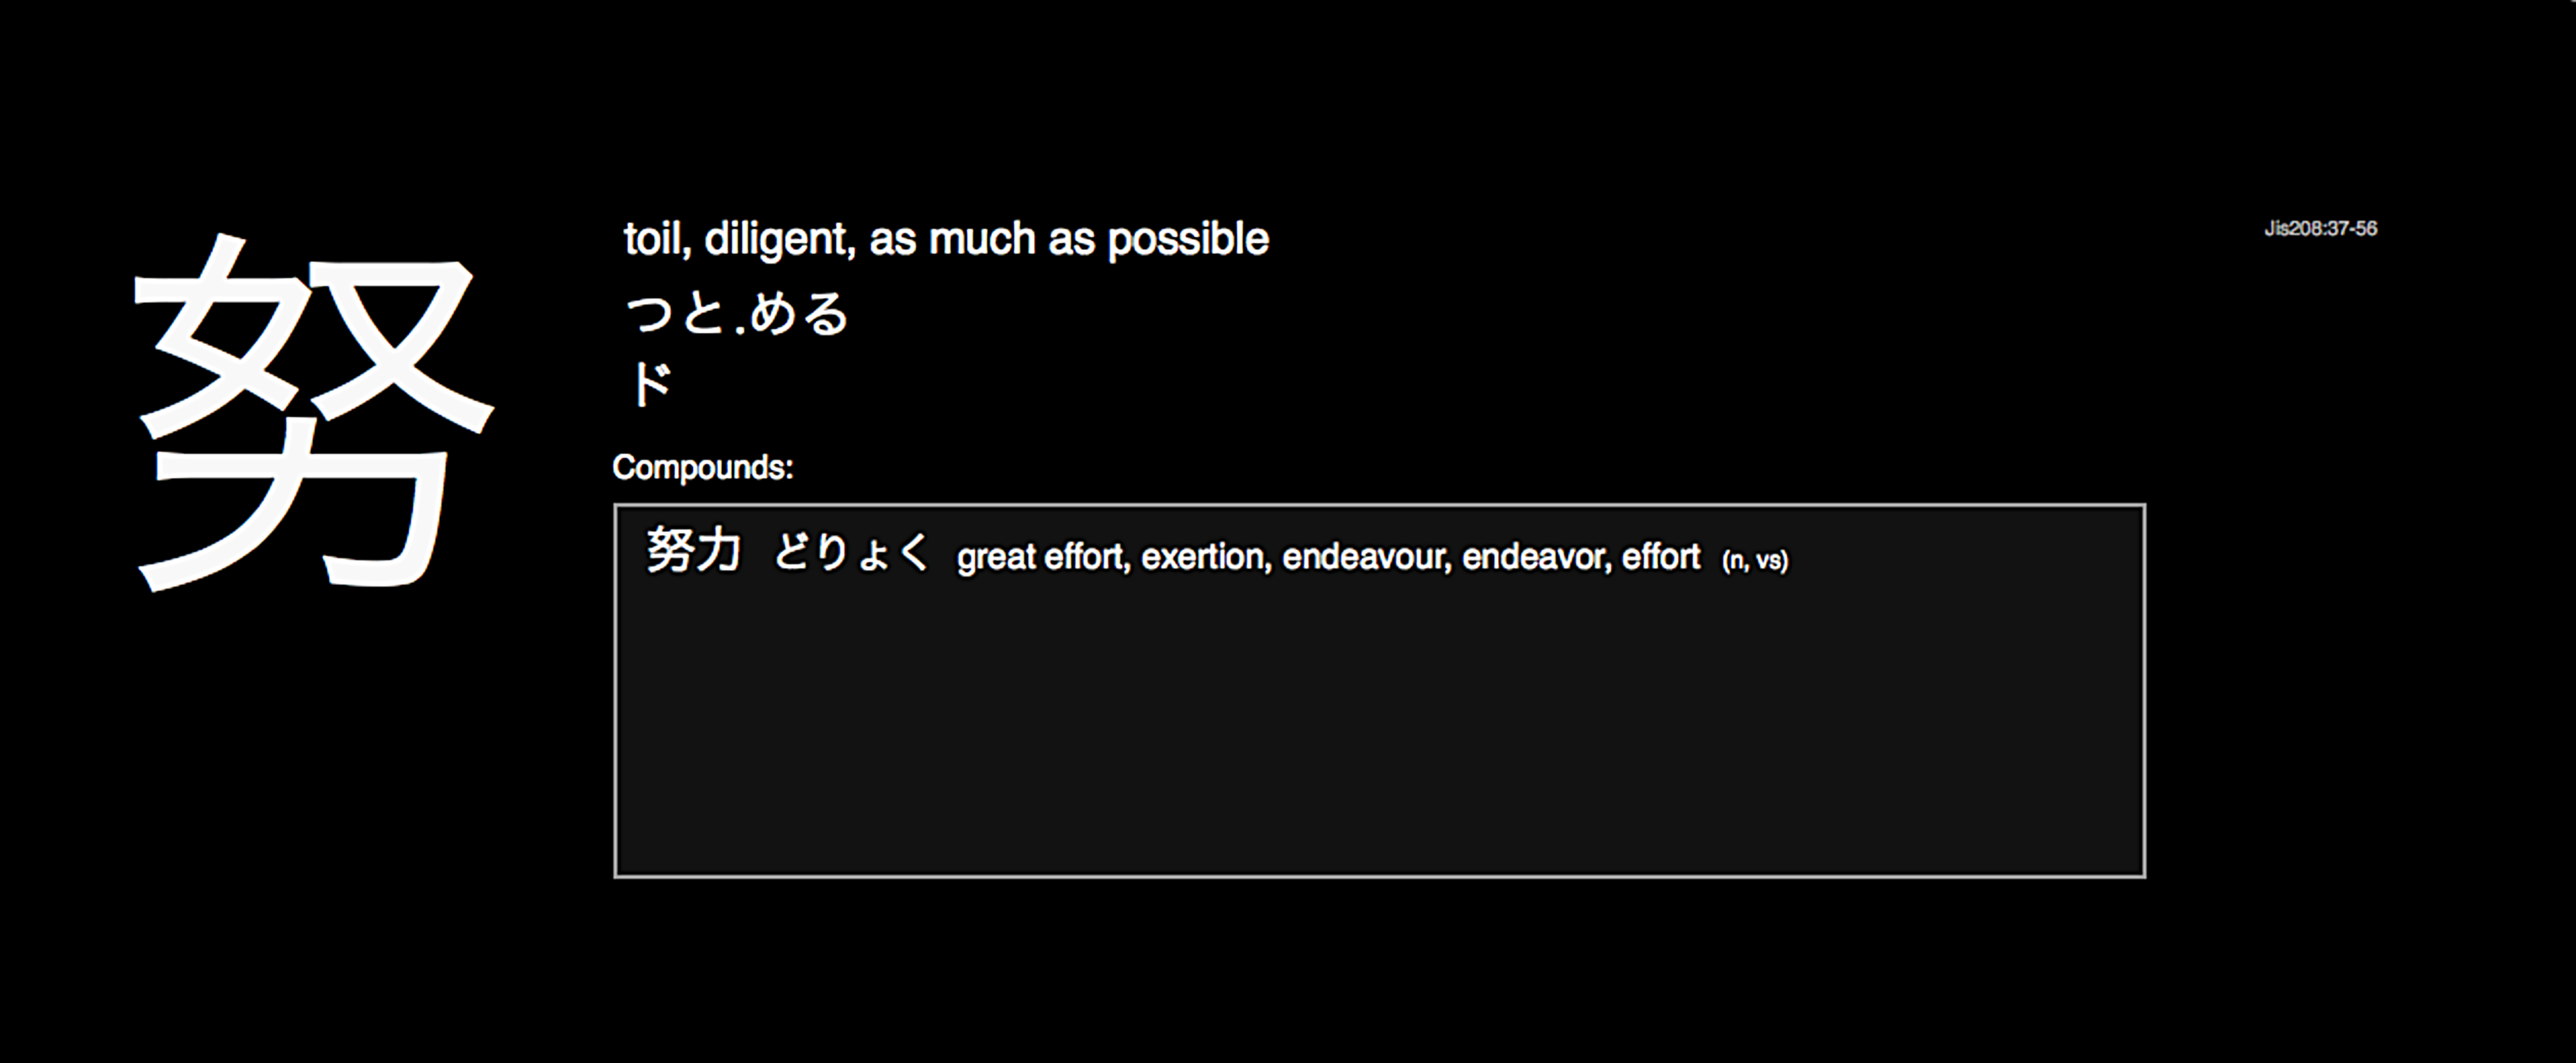 努
toil, diligent, as much as possible
Jis208:37-56
つと.める
ド
Compounds:
努力 どりょく great effort, exertion, endeavour, endeavor, effort (n, vs)